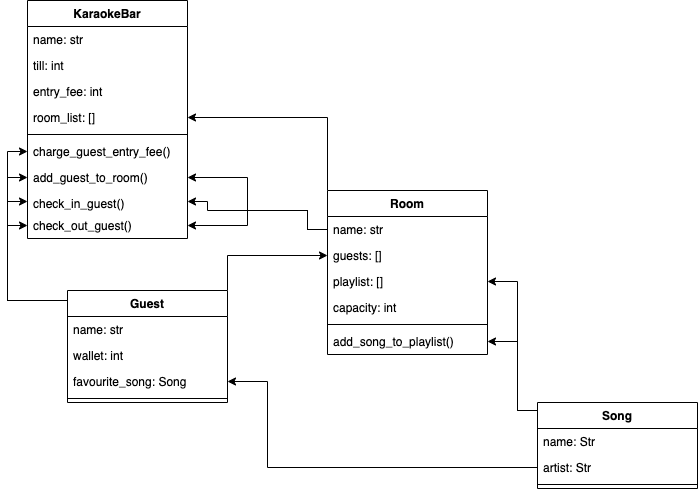 KaraokeBar
name: str
till: int
entry_fee: int
room_list: []
charge_guest_entry_fee()
add_guest_to_room()
check_in_guest()
check_out_guest()
Room
name: str
guests: []
playlist: []
capacity: int
add_song_to_playlist()
Guest
name: str
wallet: int
favourite_song: Song
Song
name: Str
artist: Str